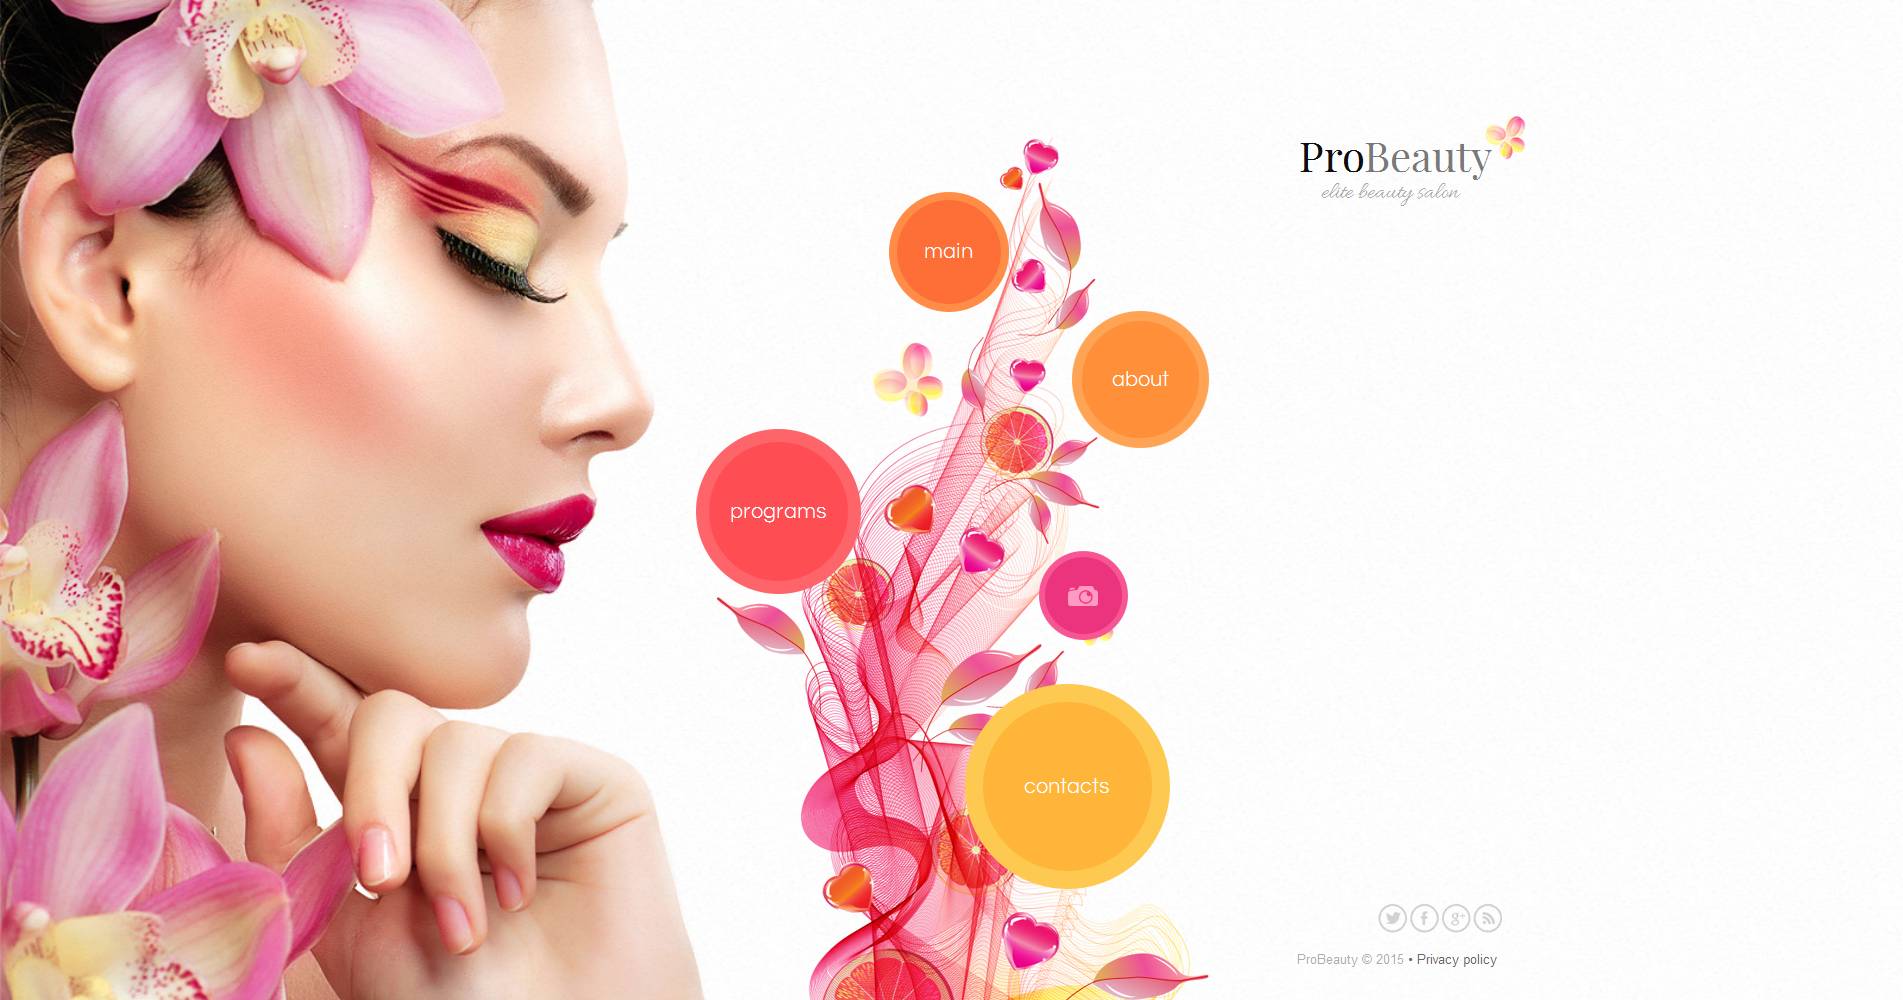 ProBeauty
elite beauty salon
main
about
programs
contacts
g+
ProBeauty © 2015 • Privacy policy